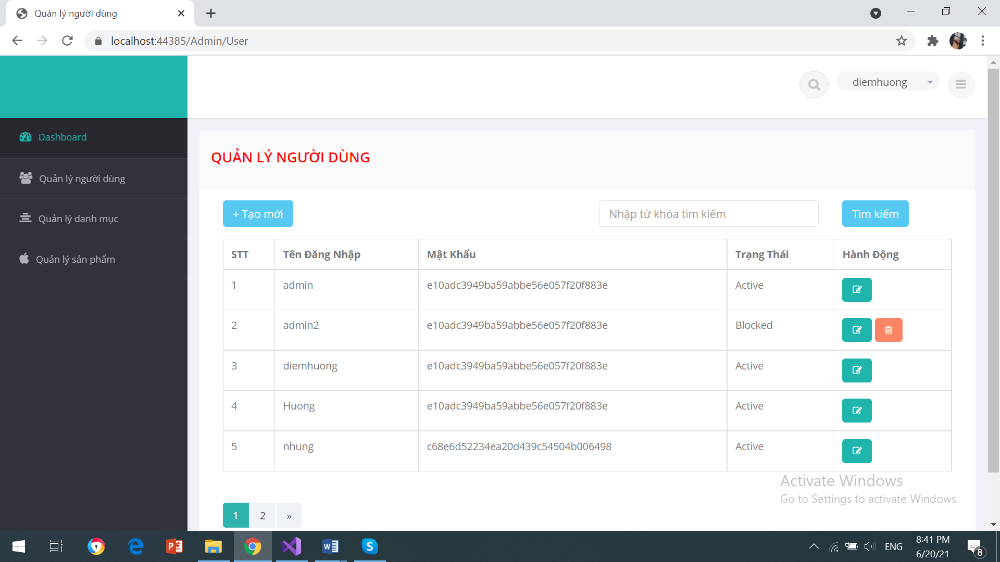 Quản lý người dùng
localhost:44385/Admin/User
diemhuong
Dashboard
Quản lý người dùng
Quản lý danh mục
Quản lý sản phẩm
QUẢN LÝ NGƯỜI DÙNG
+ Tạo mới
Nhập từ khóa tìm kiếm
Tìm kiếm
STT Tên Đăng Nhập Mật Khẩu Trạng Thái Hành Động
1 admin e10adc3949ba59abbe56e057f20f883e Active
2 admin2 e10adc3949ba59abbe56e057f20f883e Blocked
3 diemhuong e10adc3949ba59abbe56e057f20f883e Active
4 Huong e10adc3949ba59abbe56e057f20f883e Active
5 nhung c68e6d52234ea20d439c54504b006498 Active
Activate Windows
Go to Settings to activate Windows.
1 2 »
ENG
8:41 PM
6/20/21
8